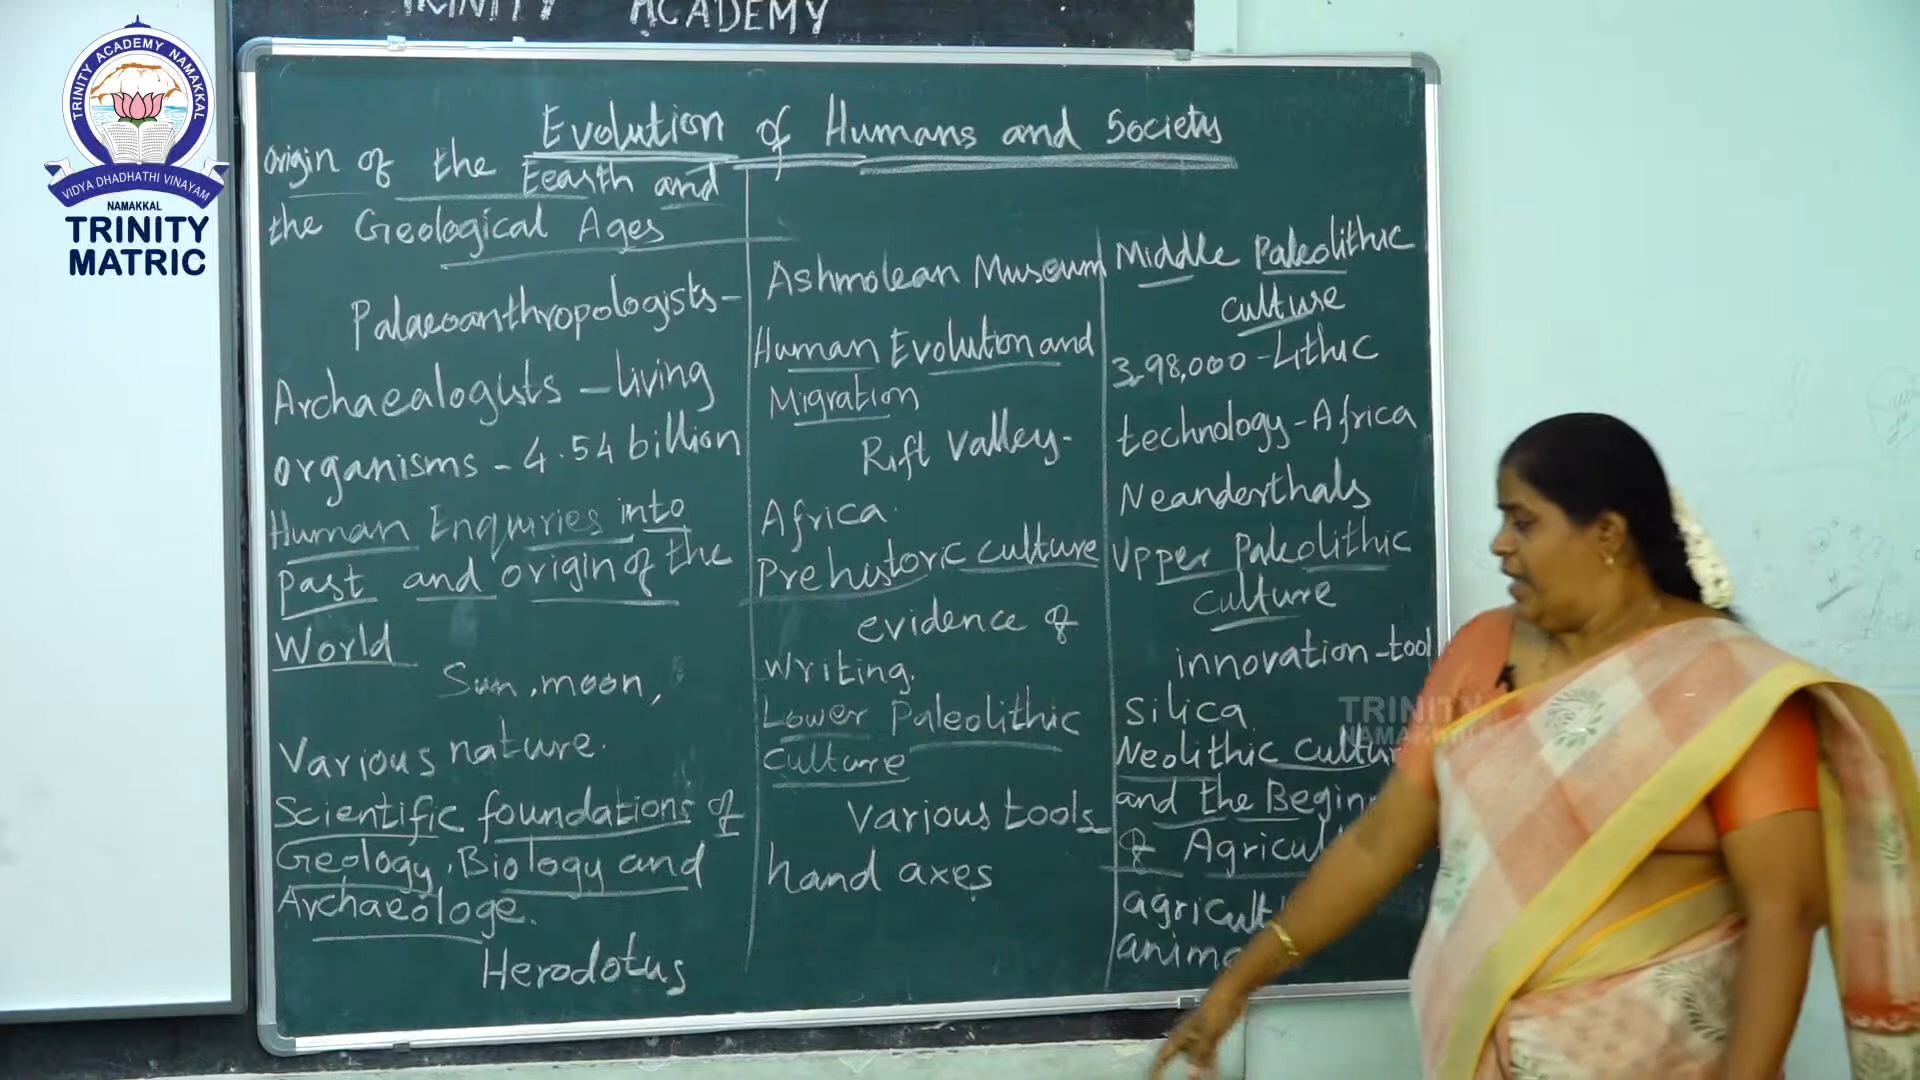 TRINITY ACADEMY
TRINITY ACADEMY NAMAKKAL
VIDYA DHADHATHI VINAYAM
NAMAKKAL
TRINITY
MATRIC
Evolution of Humans and Society
Origin of the Eearth and
the Geological Ages
Palaeoanthropologists-
Archaealogists - living
organisms - 4.54 billion
Human Enquiries into
past and origin of the
World
Sun, moon,
Various nature.
Scientific foundations of
Geology, Biology and
Archaeologe.
Herodotus
Ashmolean Museum
Human Evolution and
Migration
Rift Valley-
Africa.
Prehistoric culture
evidence of
writing.
Lower Paleolithic
Culture
Various tools
hand axes
Middle Paleolithic
culture
3,98,000 - Lithic
technology - Africa
Neanderthals
Upper Paleolithic
culture
innovation - tool
silica
Neolithic cultur
and the Begin
of Agricul
agricult
anima
TRINITY
NAMAKKAL